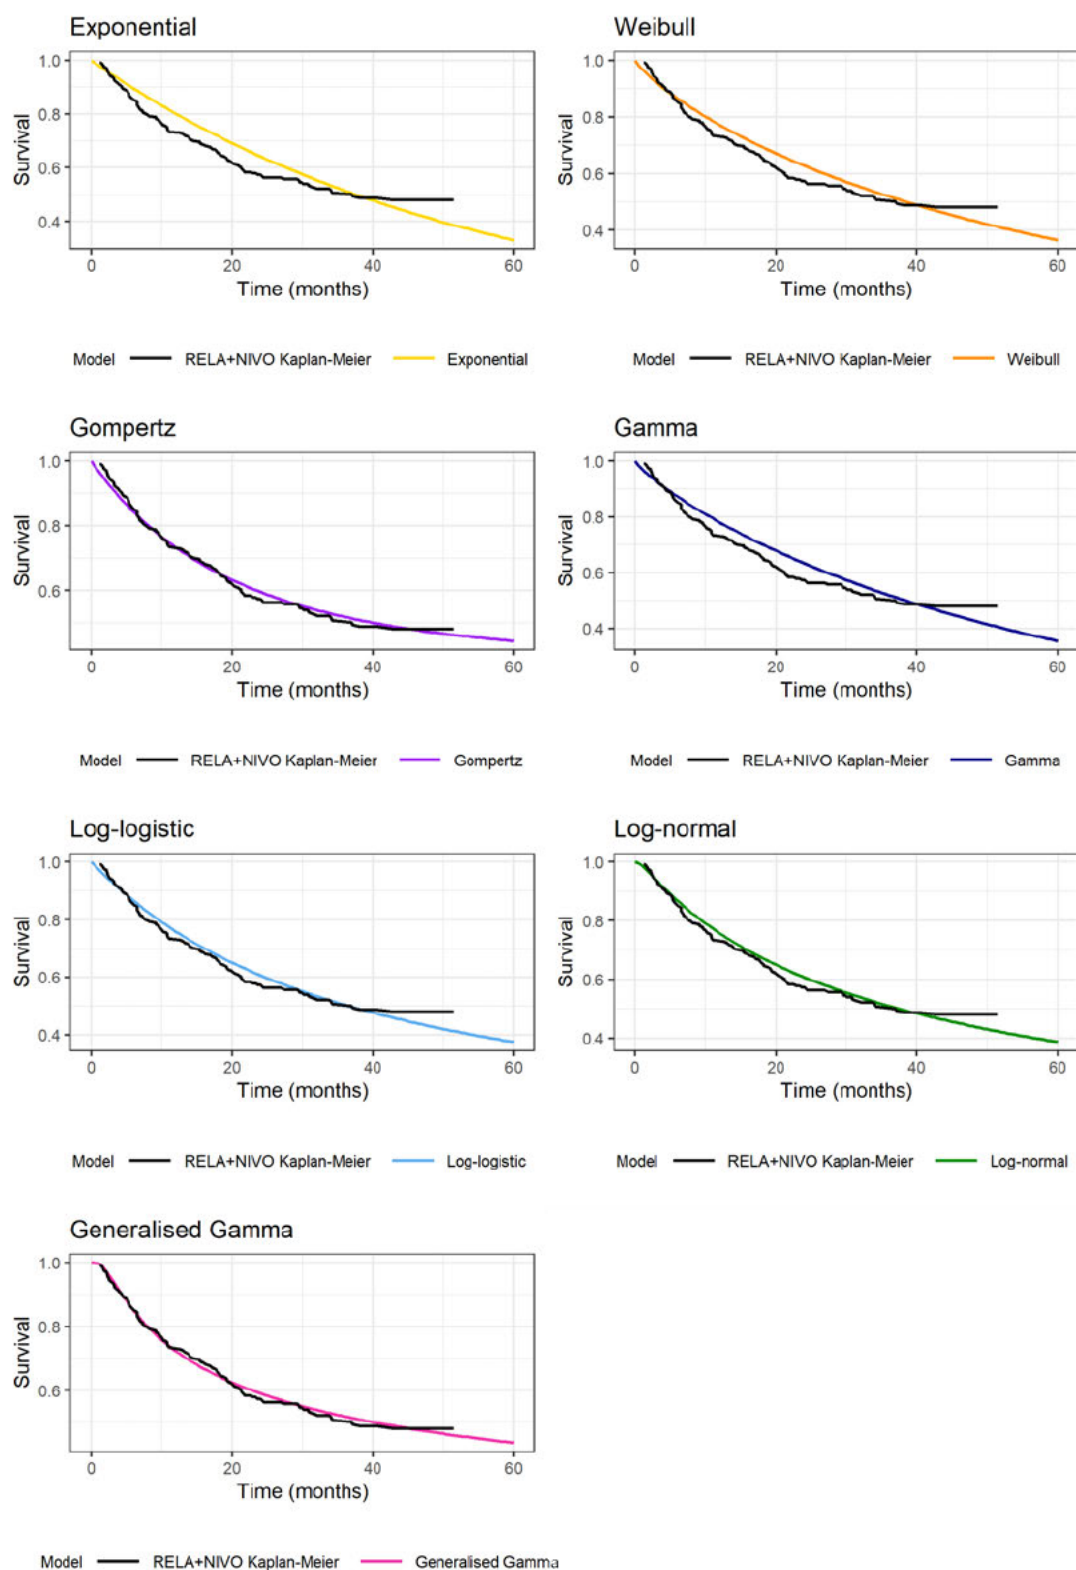 Exponential
1.0
0.8
0.6
0.4
Survival
0 20 40 60
Time (months)
Model RELA+NIVO Kaplan-Meier Exponential
Weibull
1.0
0.8
0.6
0.4
Survival
0 20 40 60
Time (months)
Model RELA+NIVO Kaplan-Meier Weibull
Gompertz
1.0
0.8
0.6
Survival
0 20 40 60
Time (months)
Model RELA+NIVO Kaplan-Meier Gompertz
Gamma
1.0
0.8
0.6
0.4
Survival
0 20 40 60
Time (months)
Model RELA+NIVO Kaplan-Meier Gamma
Log-logistic
1.0
0.8
0.6
0.4
Survival
0 20 40 60
Time (months)
Model RELA+NIVO Kaplan-Meier Log-logistic
Log-normal
1.0
0.8
0.6
0.4
Survival
0 20 40 60
Time (months)
Model RELA+NIVO Kaplan-Meier Log-normal
Generalised Gamma
1.0
0.8
0.6
Survival
0 20 40 60
Time (months)
Model RELA+NIVO Kaplan-Meier Generalised Gamma